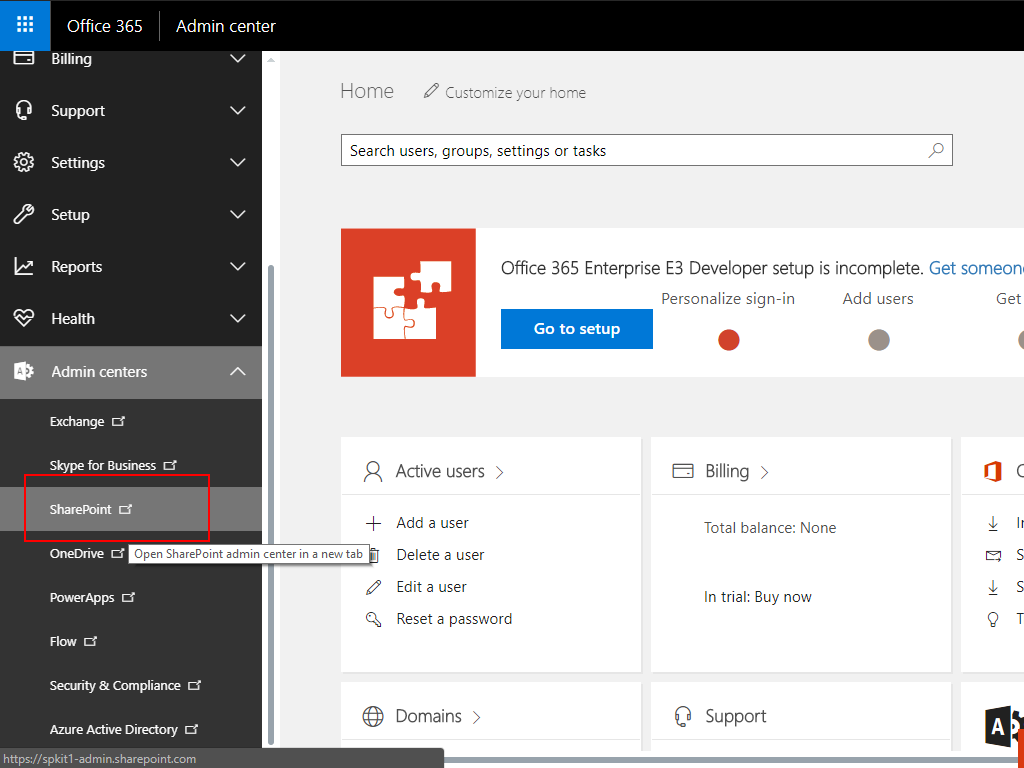 Office 365
Admin center
Billing
Support
Settings
Setup
Reports
Health
Admin centers
Exchange
Skype for Business
SharePoint
OneDrive
Open SharePoint admin center in a new tab
PowerApps
Flow
Security & Compliance
Azure Active Directory
https://spkit1-admin.sharepoint.com
Home
Customize your home
Search users, groups, settings or tasks
Office 365 Enterprise E3 Developer setup is incomplete. Get someone
Personalize sign-in
Add users
Get
Go to setup
Active users
Add a user
Delete a user
Edit a user
Reset a password
Billing
Total balance: None
In trial: Buy now
Domains
Support
A